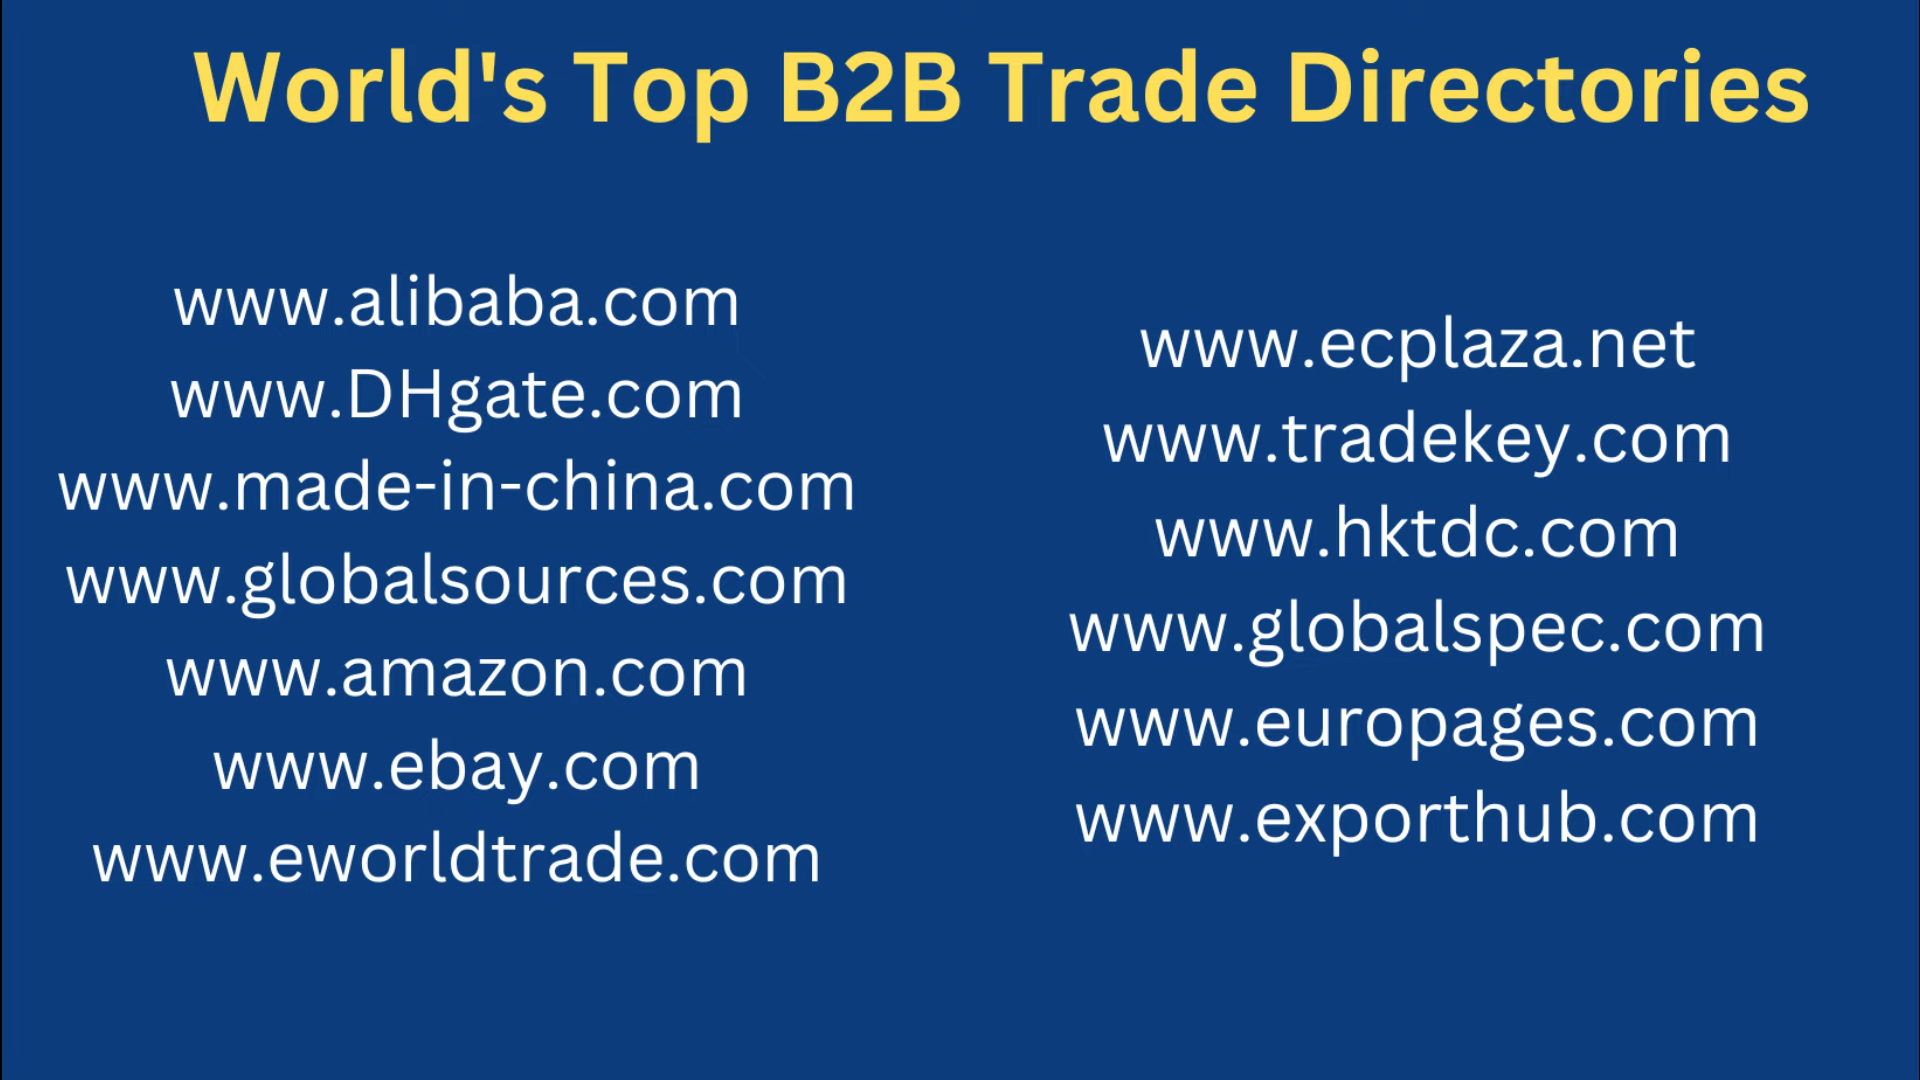 World's Top B2B Trade Directories
www.alibaba.com
www.DHgate.com
www.made-in-china.com
www.globalsources.com
www.amazon.com
www.ebay.com
www.eworldtrade.com
www.ecplaza.net
www.tradekey.com
www.hktdc.com
www.globalspec.com
www.europages.com
www.exporthub.com